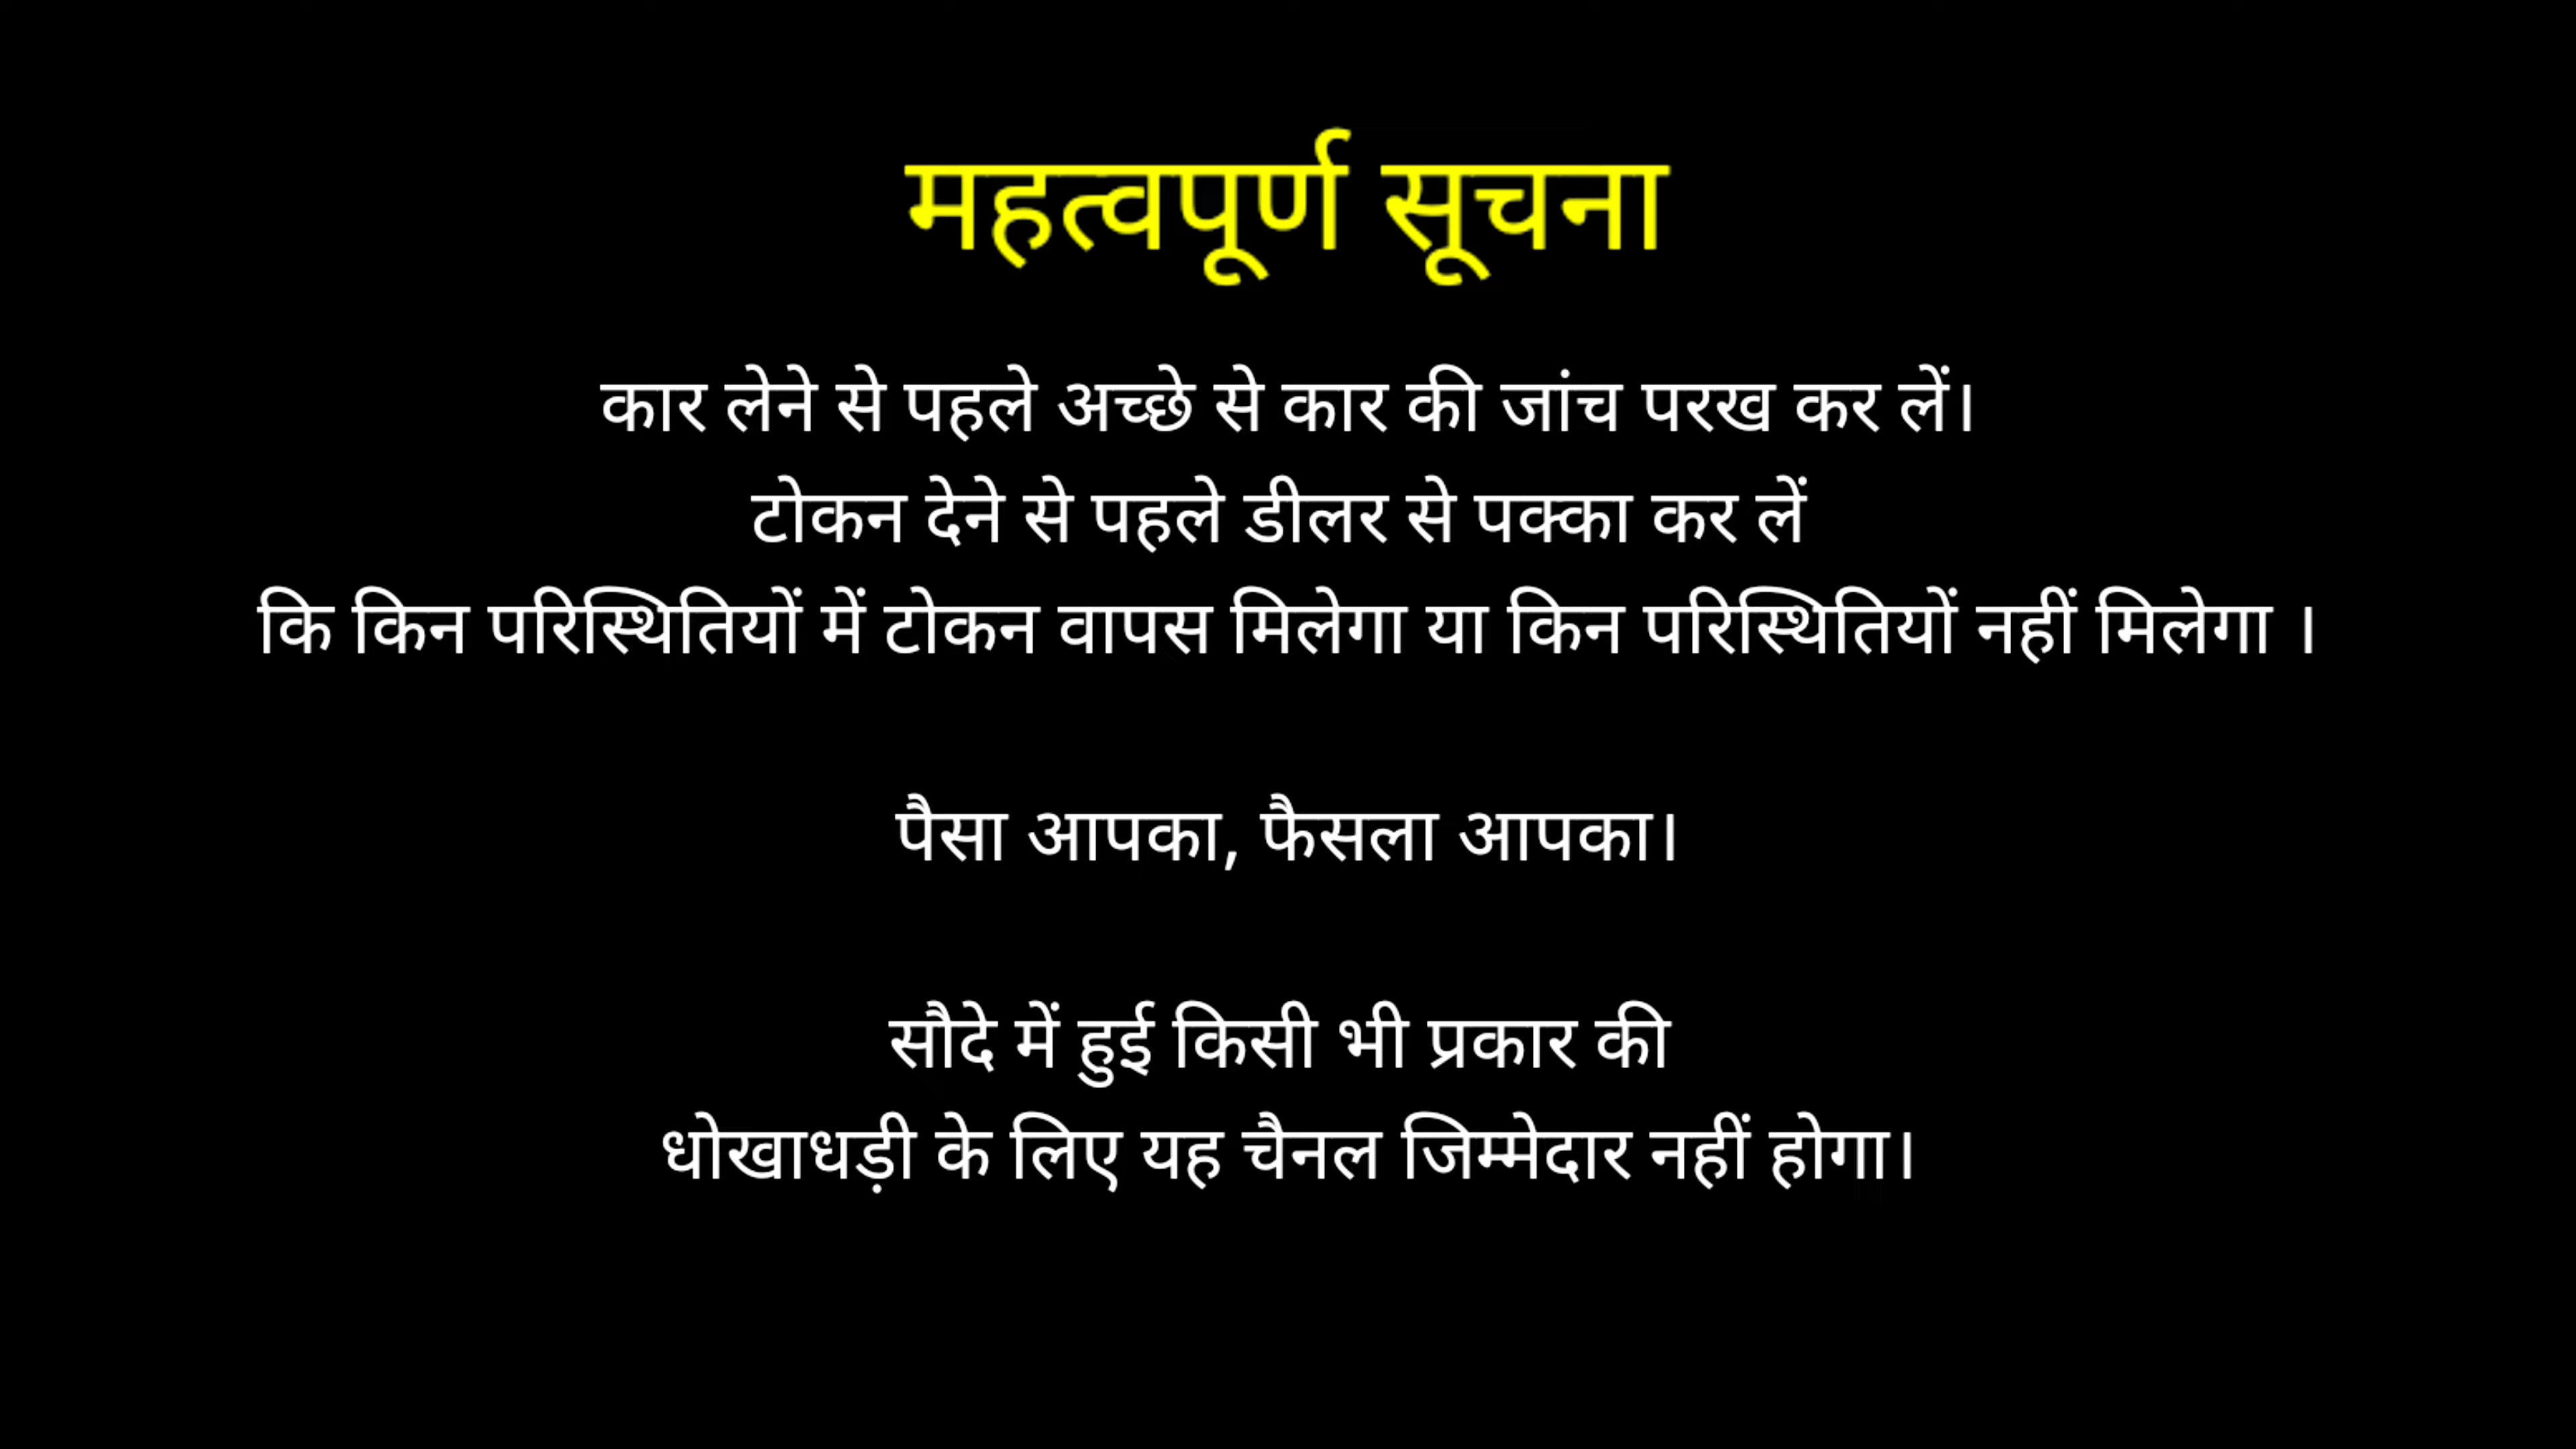 महत्वपूर्ण सूचना
कार लेने से पहले अच्छे से कार की जांच परख कर लें।
टोकन देने से पहले डीलर से पक्का कर लें
कि किन परिस्थितियों में टोकन वापस मिलेगा या किन परिस्थितियों नहीं मिलेगा ।
पैसा आपका, फैसला आपका।
सौदे में हुई किसी भी प्रकार की
धोखाधड़ी के लिए यह चैनल जिम्मेदार नहीं होगा।